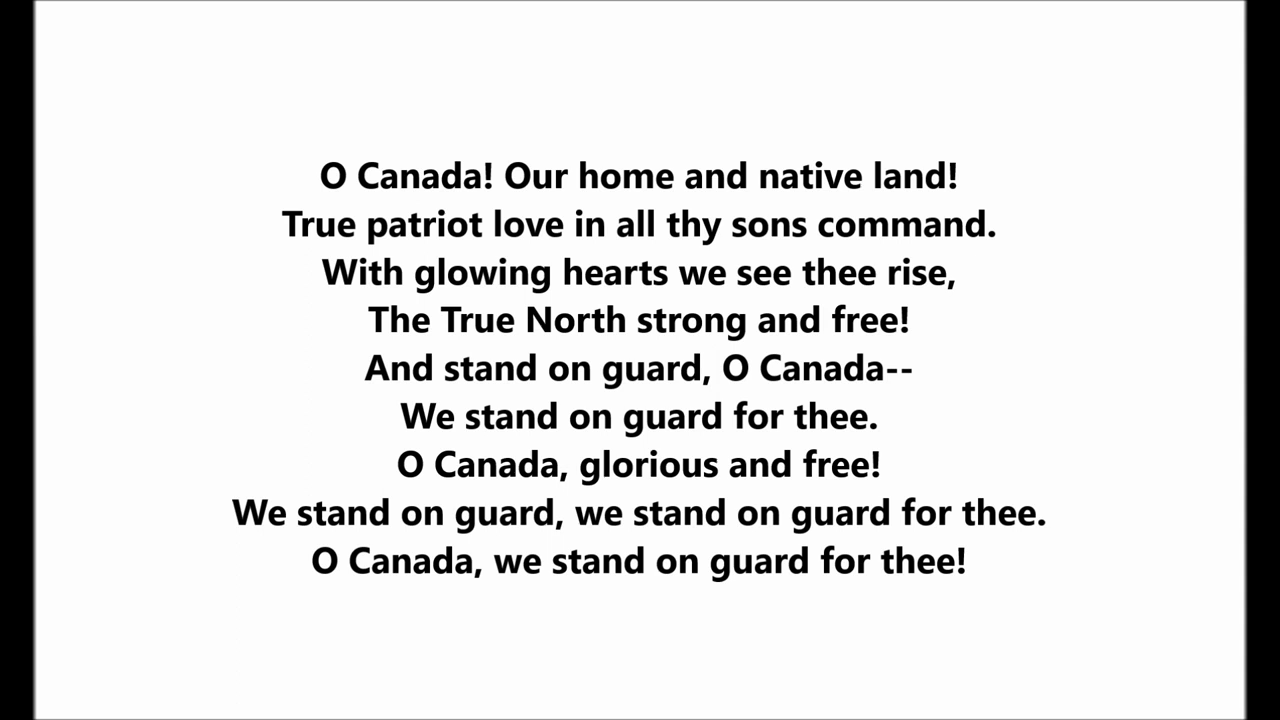 O Canada! Our home and native land!
True patriot love in all thy sons command.
With glowing hearts we see thee rise,
The True North strong and free!
And stand on guard, O Canada--
We stand on guard for thee.
O Canada, glorious and free!
We stand on guard, we stand on guard for thee.
O Canada, we stand on guard for thee!